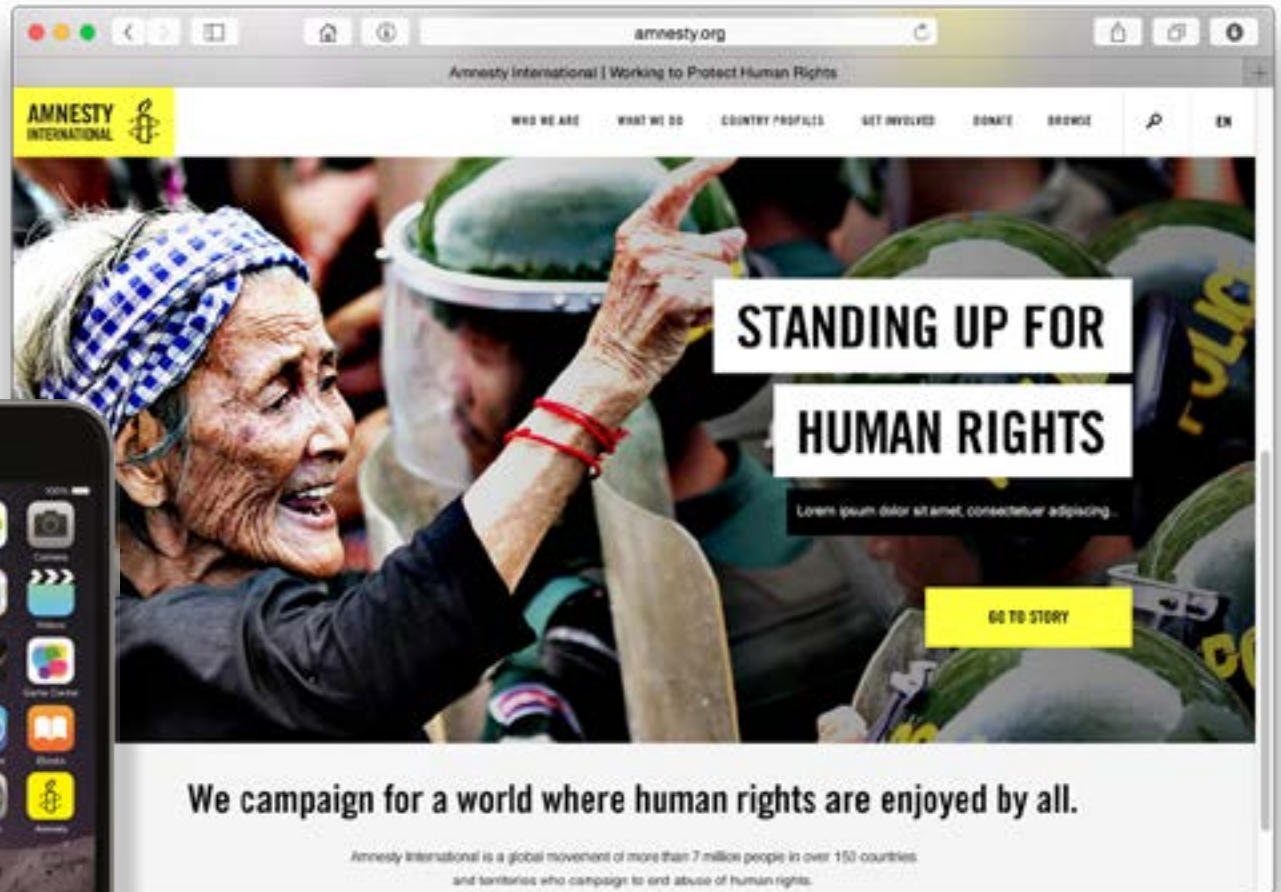 amnesty.org
Amnesty International | Working to Protect Human Rights
AMNESTY
INTERNATIONAL
WHO WE ARE WHAT WE DO COUNTRY PROFILES GET INVOLVED DONATE BROWSE EN
STANDING UP FOR
HUMAN RIGHTS
Lorem ipsum dolor sit amet, consectetuer adipiscing...
GO TO STORY
POLIC
PO
We campaign for a world where human rights are enjoyed by all.
Amnesty International is a global movement of more than 7 million people in over 150 countries
and territories who campaign to end abuse of human rights.
100%
Camera
Videos
Game Center
iBooks
Amnesty